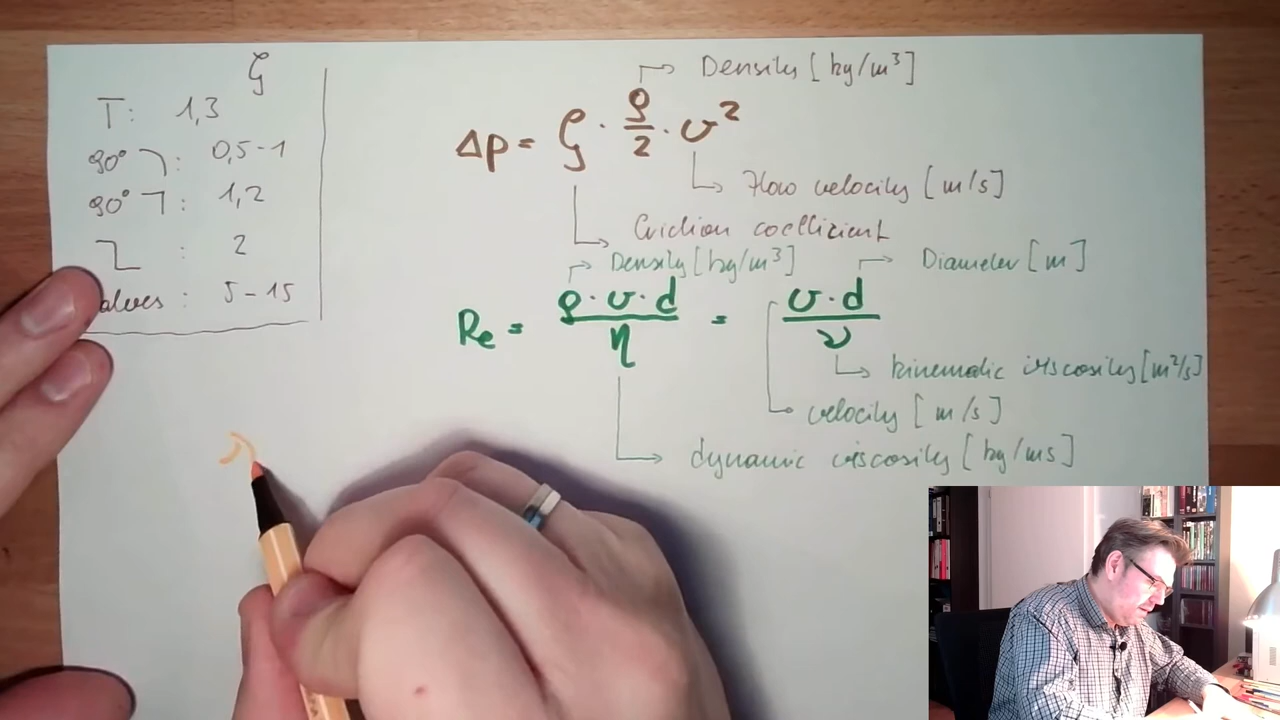 ζ
T: 1,3
90° ㄱ: 0,5-1
90° ㄱ: 1,2
: 2
alves: 5-15
Density [kg/m³]
Δp = ζ · ρ/2 · v²
Flow velocity [m/s]
Friction coefficient
Density [kg/m³]
Diameter [m]
Re = ρ·v·d/η = v·d/ν
kinematic viscosity [m²/s]
velocity [m/s]
dynamic viscosity [kg/ms]